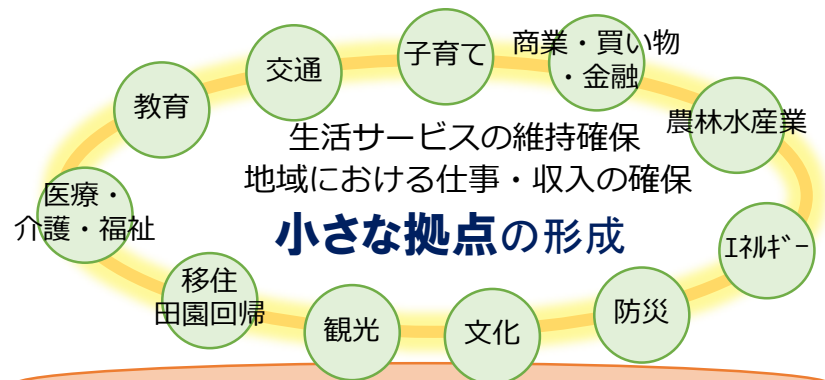 子育て
商業・買い物
・金融
交通
教育
農林水産業
生活サービスの維持確保
地域における仕事・収入の確保
医療・
介護・福祉
小さな拠点の形成
ｴﾈﾙｷﾞｰ
移住
田園回帰
防災
観光
文化